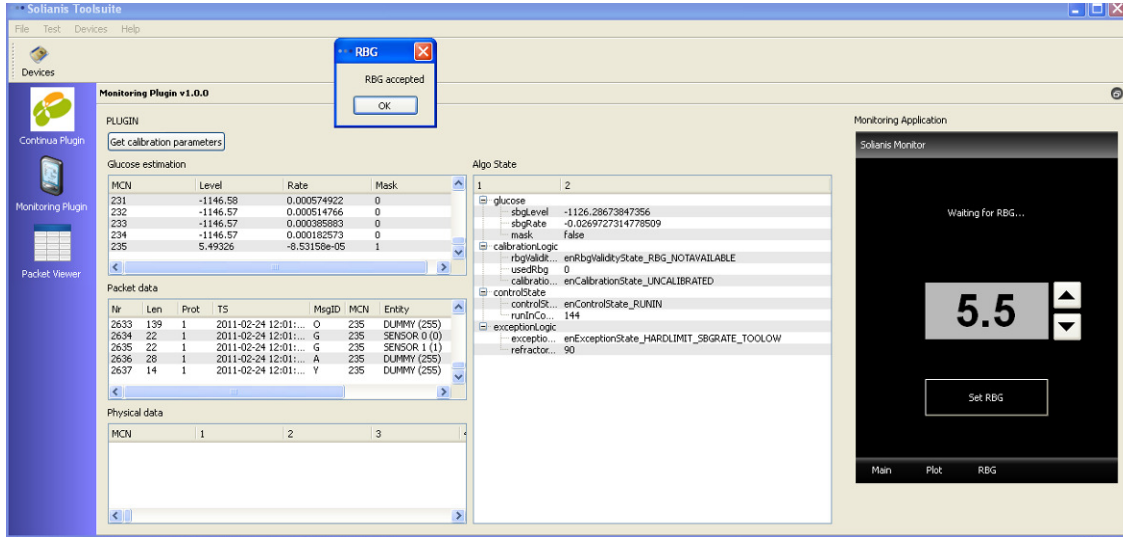 Solianis Toolsuite
File Test Devices Help
Devices
RBG
RBG accepted
OK
Monitoring Plugin v1.0.0
Continua Plugin
Monitoring Plugin
Packet Viewer
PLUGIN
Get calibration parameters
Glucose estimation
MCN Level Rate Mask
231 -1146.58 0.000574922 0
232 -1146.57 0.000514766 0
233 -1146.57 0.000385883 0
234 -1146.57 0.000182573 0
235 5.49326 -8.53158e-05 1
Packet data
Nr Len Prot TS MsgID MCN Entity
2633 139 1 2011-02-24 12:01:... O 235 DUMMY (255)
2634 22 1 2011-02-24 12:01:... G 235 SENSOR 0 (0)
2635 22 1 2011-02-24 12:01:... G 235 SENSOR 1 (1)
2636 28 1 2011-02-24 12:01:... A 235 DUMMY (255)
2637 14 1 2011-02-24 12:01:... Y 235 DUMMY (255)
Physical data
MCN 1 2 3
Algo State
1 2
glucose
sbgLevel -1126.28673847356
sbgRate -0.0269727314778509
mask false
calibrationLogic
rbgValidit... enRbgValidityState_RBG_NOTAVAILABLE
usedRbg 0
calibratio... enCalibrationState_UNCALIBRATED
controlState
controlSt... enControlState_RUNIN
runInCo... 144
exceptionLogic
exceptio... enExceptionState_HARDLIMIT_SBGRATE_TOOLOW
refractor... 90
Monitoring Application
Solianis Monitor
Waiting for RBG...
5.5
Set RBG
Main Plot RBG